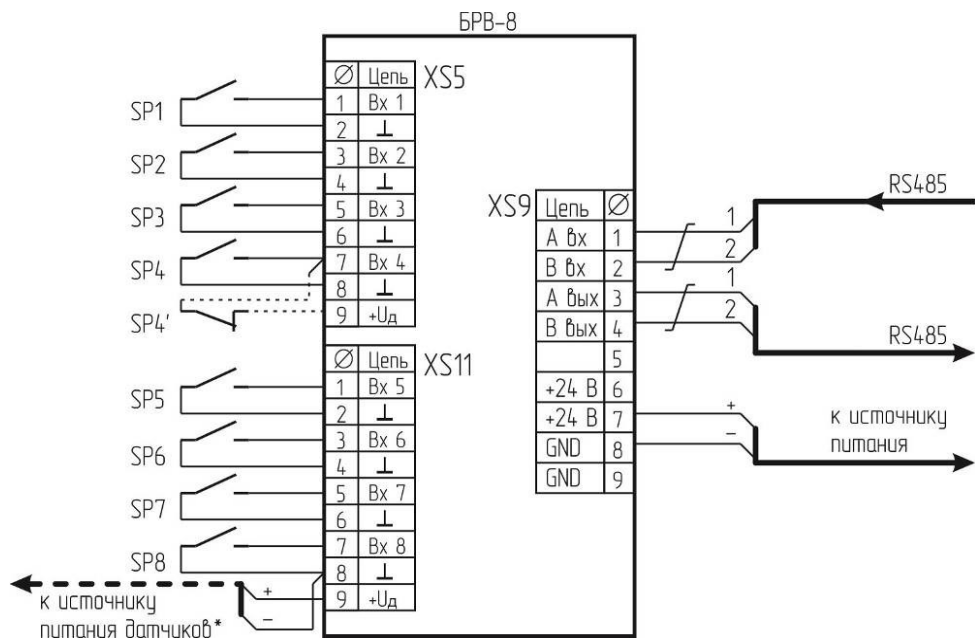 БРВ-8
Ø Цепь XS5
SP1
1 Вх 1
2 ⊥
SP2
3 Вх 2
4 ⊥
SP3
5 Вх 3
6 ⊥
SP4
7 Вх 4
8 ⊥
SP4'
9 +Uд
Ø Цепь XS11
SP5
1 Вх 5
2 ⊥
SP6
3 Вх 6
4 ⊥
SP7
5 Вх 7
6 ⊥
SP8
7 Вх 8
8 ⊥
9 +Uд
+
–
к источнику
питания датчиков*
XS9 Цепь Ø
А вх 1
В вх 2
А вых 3
В вых 4
5
+24 В 6
+24 В 7
GND 8
GND 9
1
2
RS485
1
2
RS485
+
–
к источнику
питания